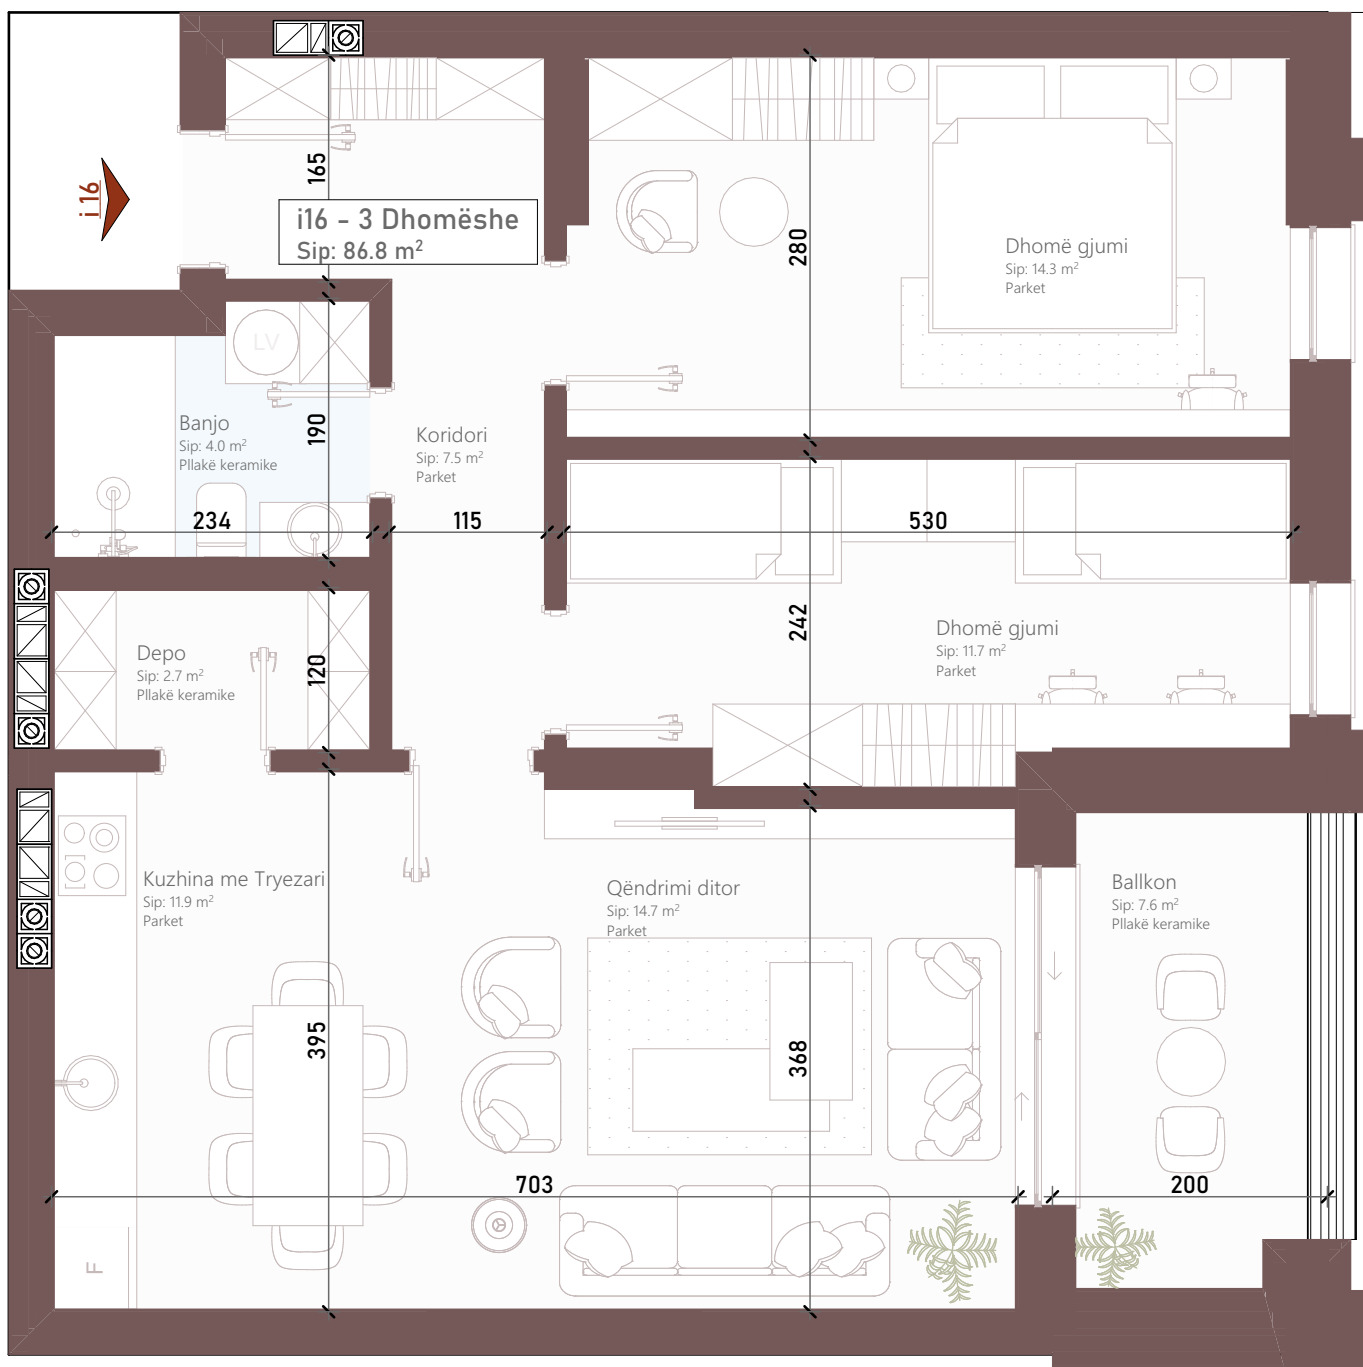 165
i 16
i16 - 3 Dhomëshe
Sip: 86.8 m²
280
Dhomë gjumi
Sip: 14.3 m²
Parket
LV
Banjo
Sip: 4.0 m²
Pllakë keramike
190
Koridori
Sip: 7.5 m²
Parket
234
115
530
242
Dhomë gjumi
Sip: 11.7 m²
Parket
Depo
Sip: 2.7 m²
Pllakë keramike
120
Kuzhina me Tryezari
Sip: 11.9 m²
Parket
Qëndrimi ditor
Sip: 14.7 m²
Parket
Ballkon
Sip: 7.6 m²
Pllakë keramike
395
368
703
200
F